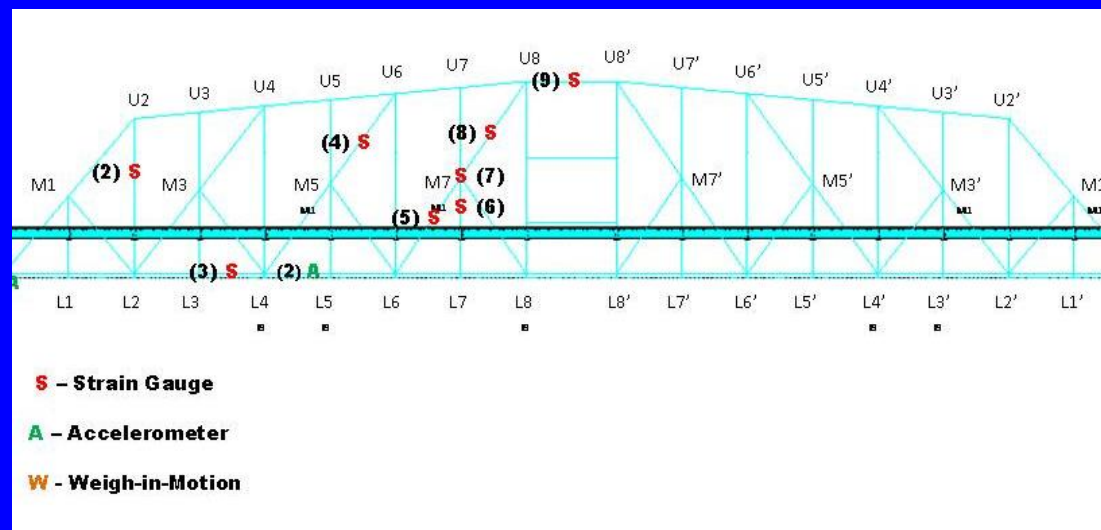 U8 U8’
U7 (9) S U7’
U6 U6’
U5 U5’
U4 U4’
U3 U3’
U2 U2’
(8) S
(4) S
(2) S
S (7)
M1 M3 M5 M7 M7’ M5’ M3’ M1
S (6)
(5) S
(3) S (2) A
A
L1 L2 L3 L4 L5 L6 L7 L8 L8’ L7’ L6’ L5’ L4’ L3’ L2’ L1’
S – Strain Gauge
A – Accelerometer
W - Weigh-in-Motion